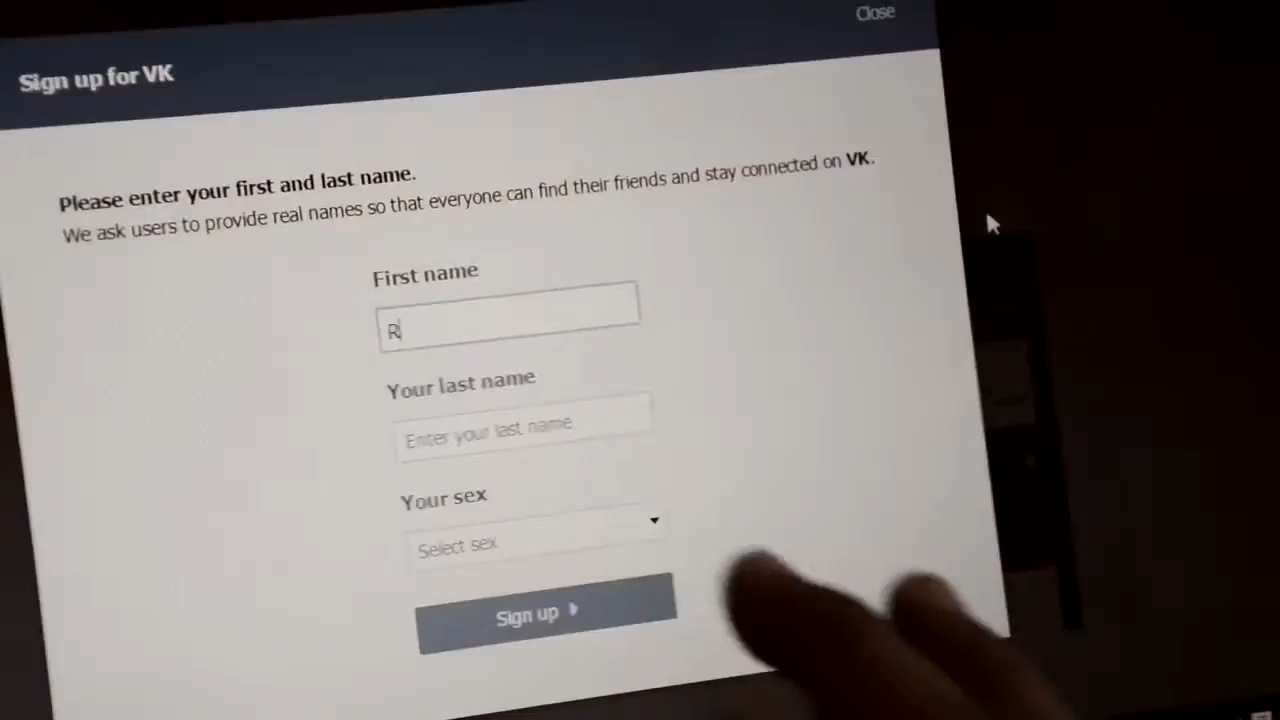 Close
Sign up for VK
Please enter your first and last name.
We ask users to provide real names so that everyone can find their friends and stay connected on VK.
First name
R
Your last name
Enter your last name
Your sex
Select sex
Sign up